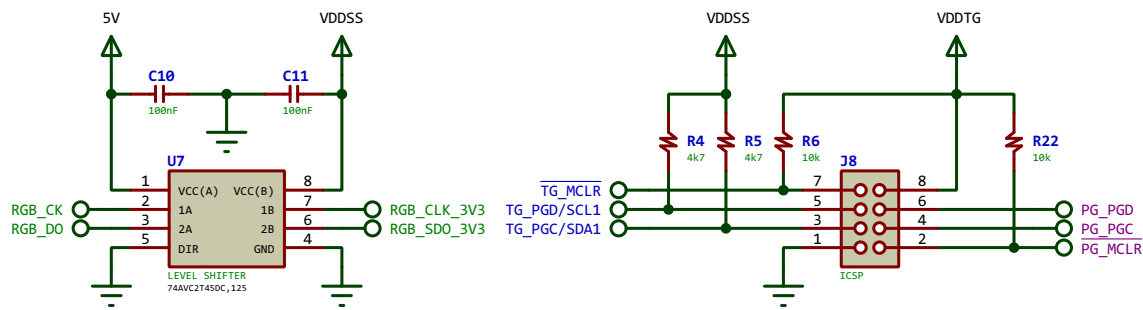 5V VDDSS VDDSS VDDTG
C10 C11
100nF 100nF
R4 R5 R6 R22
4k7 4k7 10k 10k
U7 J8
1 VCC(A) VCC(B) 8
2 1A 1B 7
3 2A 2B 6
5 DIR GND 4
RGB_CK RGB_CLK_3V3
RGB_DO RGB_SDO_3V3
LEVEL SHIFTER
74AVC2T45DC,125
TG_MCLR 7 8
TG_PGD/SCL1 5 6 PG_PGD
TG_PGC/SDA1 3 4 PG_PGC
1 2 PG_MCLR
ICSP